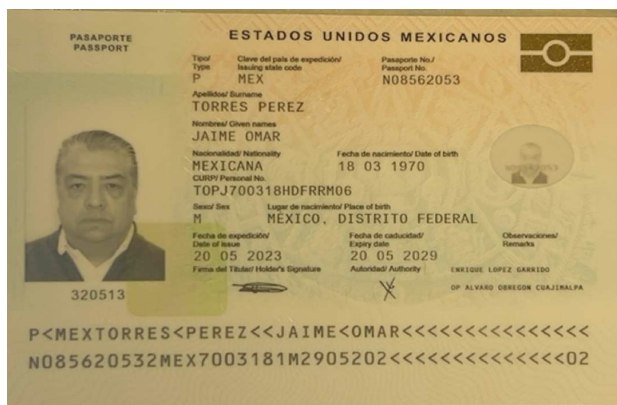 PASAPORTE
PASSPORT
ESTADOS UNIDOS MEXICANOS
Tipo/ Type
Clave del país de expedición/ Issuing state code
Pasaporte No./ Passport No.
P MEX N08562053
Apellidos/ Surname
TORRES PEREZ
Nombres/ Given names
JAIME OMAR
Nacionalidad/ Nationality Fecha de nacimiento/ Date of birth
MEXICANA 18 03 1970
CURP/ Personal No.
TOPJ700318HDFRRM06
Sexo/ Sex Lugar de nacimiento/ Place of birth
M MÉXICO, DISTRITO FEDERAL
Fecha de expedición/ Date of issue
Fecha de caducidad/ Expiry date
Observaciones/ Remarks
20 05 2023 20 05 2029
Firma del Titular/ Holder's Signature Autoridad/ Authority ENRIQUE LOPEZ GARRIDO
OP ALVARO OBREGON CUAJIMALPA
320513
P<MEXTORRES<PEREZ<<JAIME<OMAR<<<<<<<<<<<<<<<
N085620532MEX7003181M2905202<<<<<<<<<<<<<<02